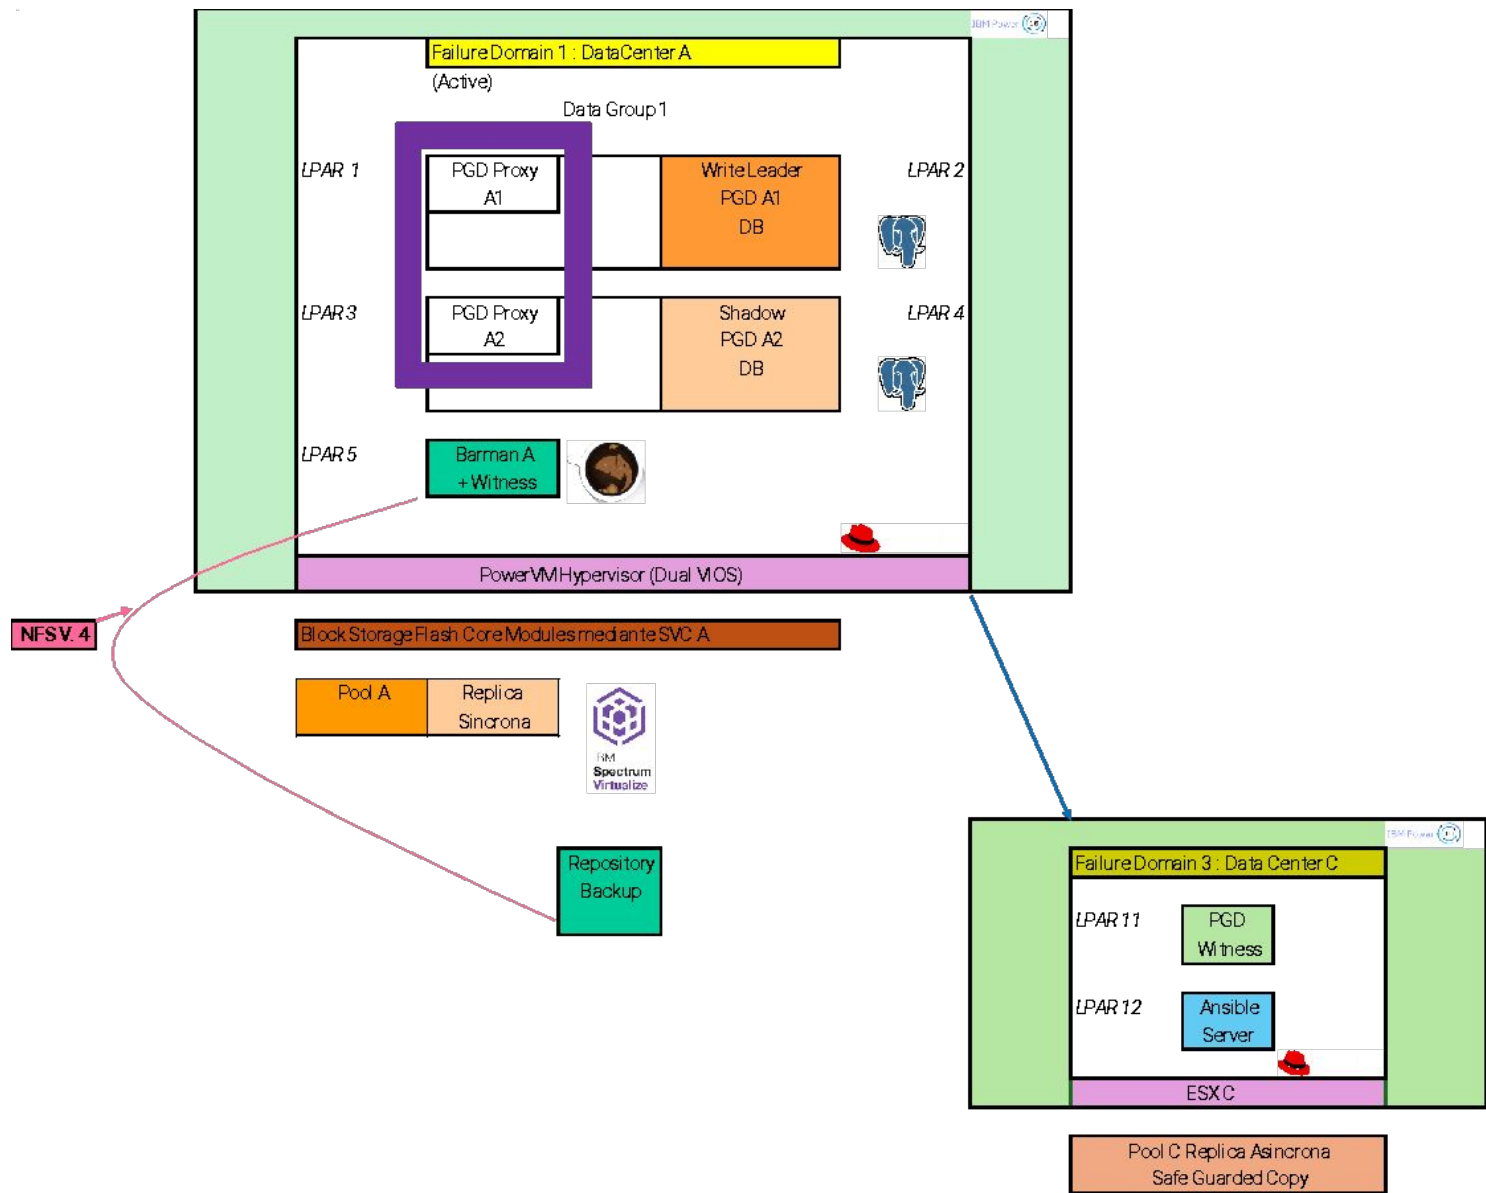 IBM Power
Failure Domain 1 : DataCenter A
(Active)
Data Group 1
LPAR 1
PGD Proxy
A1
Write Leader
PGD A1
DB
LPAR 2
LPAR 3
PGD Proxy
A2
Shadow
PGD A2
DB
LPAR 4
LPAR 5
Barman A
+ Witness
PowerVM Hypervisor (Dual VIOS)
NFS V. 4
Block Storage Flash Core Modules mediante SVC A
Pool A
Replica
Sincrona
IBM
Spectrum
Virtualize
Repository
Backup
IBM Power
Failure Domain 3 : Data Center C
LPAR 11
PGD
Witness
LPAR 12
Ansible
Server
ESX C
Pool C Replica Asincrona
Safe Guarded Copy